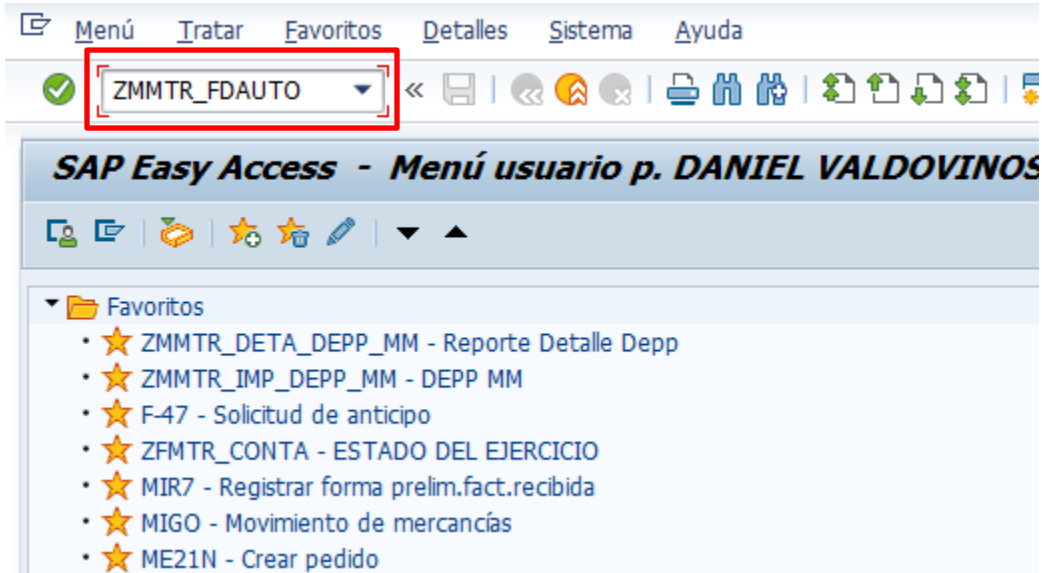 Menú Tratar Favoritos Detalles Sistema Ayuda
ZMMTR_FDAUTO
SAP Easy Access - Menú usuario p. DANIEL VALDOVINOS
Favoritos
ZMMTR_DETA_DEPP_MM - Reporte Detalle Depp
ZMMTR_IMP_DEPP_MM - DEPP MM
F-47 - Solicitud de anticipo
ZFMTR_CONTA - ESTADO DEL EJERCICIO
MIR7 - Registrar forma prelim.fact.recibida
MIGO - Movimiento de mercancías
ME21N - Crear pedido